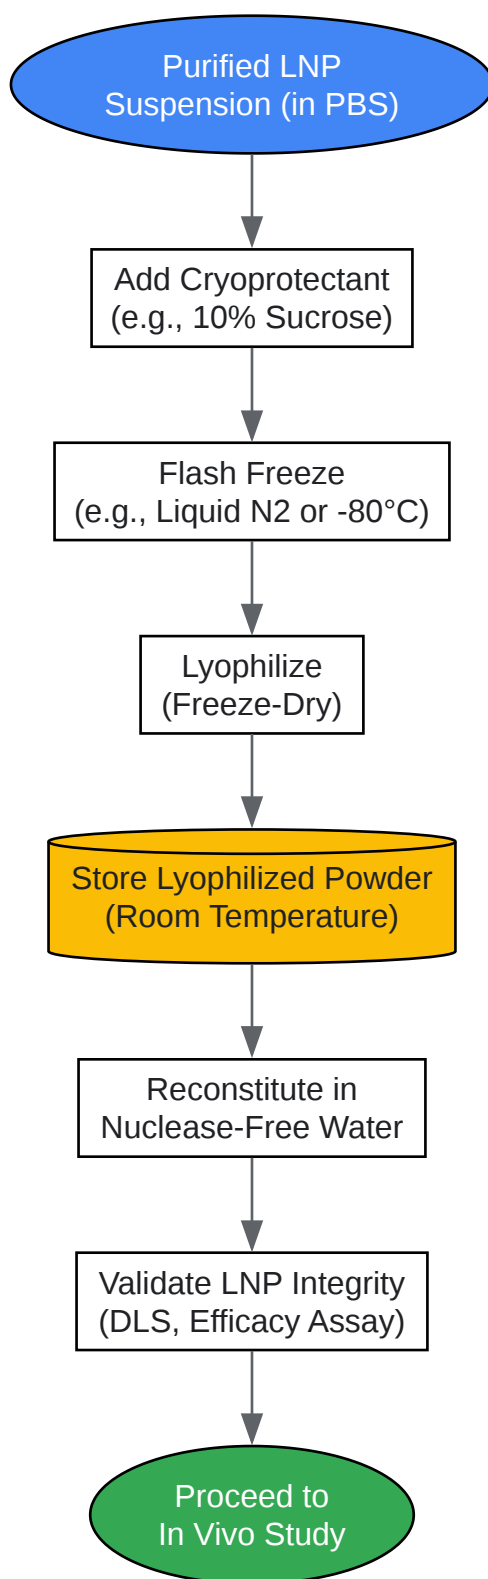 Purified LNP
Suspension (in PBS)
Add Cryoprotectant
(e.g., 10% Sucrose)
Flash Freeze
(e.g., Liquid N2 or -80°C)
Lyophilize
(Freeze-Dry)
Store Lyophilized Powder
(Room Temperature)
Reconstitute in
Nuclease-Free Water
Validate LNP Integrity
(DLS, Efficacy Assay)
Proceed to
In Vivo Study